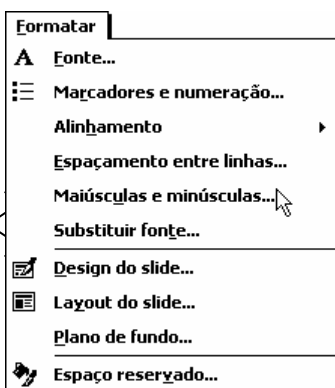 Formatar
Fonte...
Marcadores e numeração...
Alinhamento
Espaçamento entre linhas...
Maiúsculas e minúsculas...
Substituir fonte...
Design do slide...
Layout do slide...
Plano de fundo...
Espaço reservado...